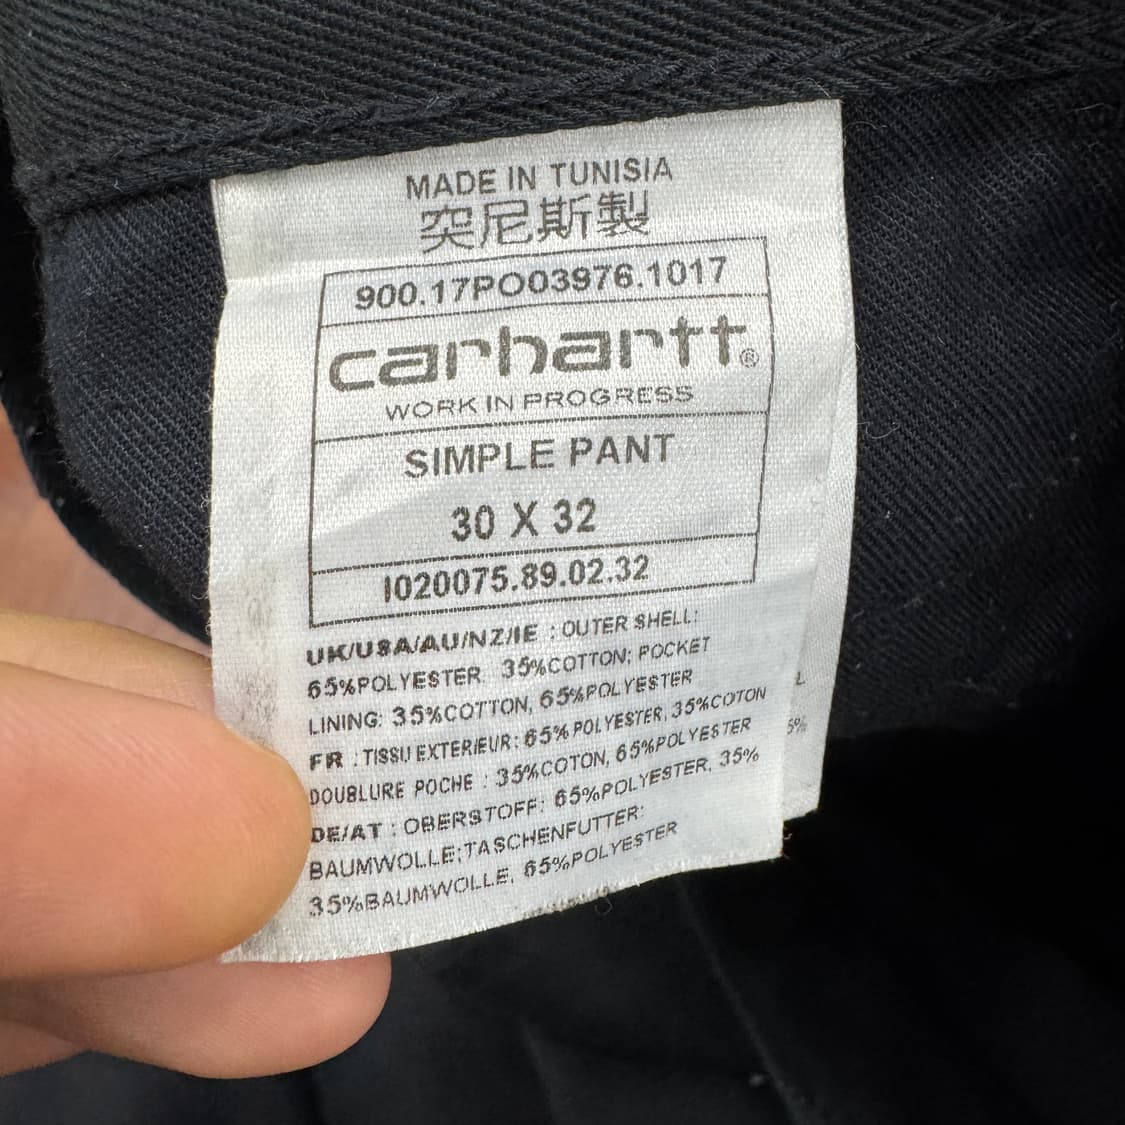 MADE IN TUNISIA
突尼斯製
900.17PO03976.1017
carhartt®
WORK IN PROGRESS
SIMPLE PANT
30 X 32
I020075.89.02.32
UK/USA/AU/NZ/IE : OUTER SHELL:
65%POLYESTER, 35%COTTON; POCKET
LINING: 35%COTTON, 65%POLYESTER
FR : TISSU EXTERIEUR: 65%POLYESTER, 35%COTON
DOUBLURE POCHE : 35%COTON, 65%POLYESTER
DE/AT : OBERSTOFF: 65%POLYESTER, 35%
BAUMWOLLE;TASCHENFUTTER:
35%BAUMWOLLE, 65%POLYESTER